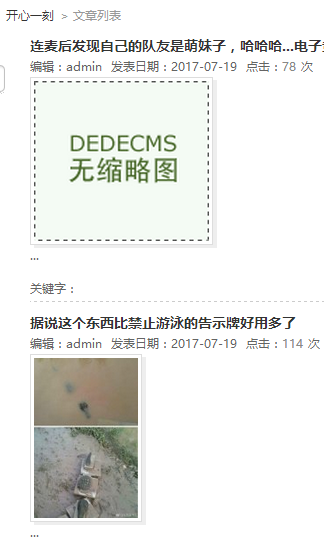 开心一刻 > 文章列表
连麦后发现自己的队友是萌妹子，哈哈哈...电子
编辑：admin 发表日期：2017-07-19 点击：78 次
DEDECMS
无缩略图
...
关键字：
据说这个东西比禁止游泳的告示牌好用多了
编辑：admin 发表日期：2017-07-19 点击：114 次
...